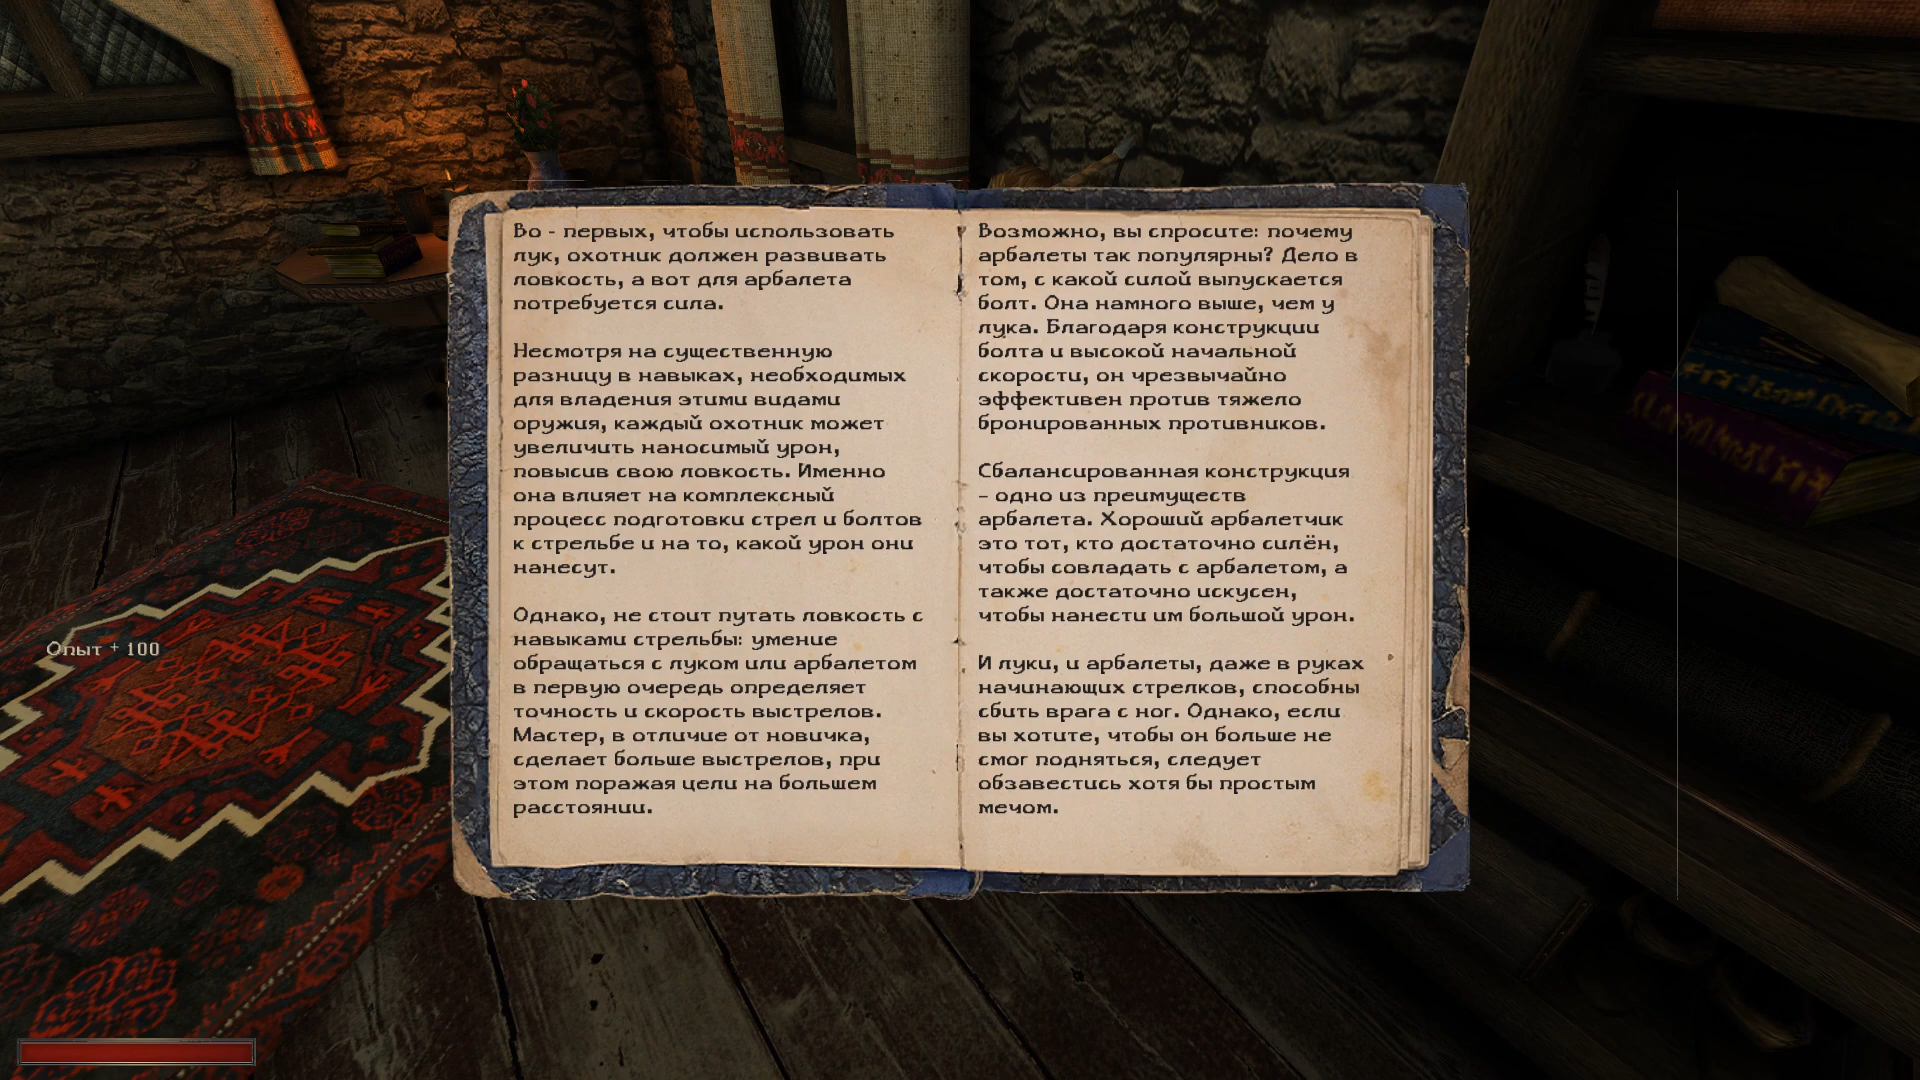 Во - первых, чтобы использовать
лук, охотник должен развивать
ловкость, а вот для арбалета
потребуется сила.
Несмотря на существенную
разницу в навыках, необходимых
для владения этими видами
оружия, каждый охотник может
увеличить наносимый урон,
повысив свою ловкость. Именно
она влияет на комплексный
процесс подготовки стрел и болтов
к стрельбе и на то, какой урон они
нанесут.
Однако, не стоит путать ловкость с
навыками стрельбы: умение
обращаться с луком или арбалетом
в первую очередь определяет
точность и скорость выстрелов.
Мастер, в отличие от новичка,
сделает больше выстрелов, при
этом поражая цели на большем
расстоянии.
Возможно, вы спросите: почему
арбалеты так популярны? Дело в
том, с какой силой выпускается
болт. Она намного выше, чем у
лука. Благодаря конструкции
болта и высокой начальной
скорости, он чрезвычайно
эффективен против тяжело
бронированных противников.
Сбалансированная конструкция
– одно из преимуществ
арбалета. Хороший арбалетчик
это тот, кто достаточно силён,
чтобы совладать с арбалетом, а
также достаточно искусен,
чтобы нанести им большой урон.
И луки, и арбалеты, даже в руках
начинающих стрелков, способны
сбить врага с ног. Однако, если
вы хотите, чтобы он больше не
смог подняться, следует
обзавестись хотя бы простым
мечом.
Опыт + 100